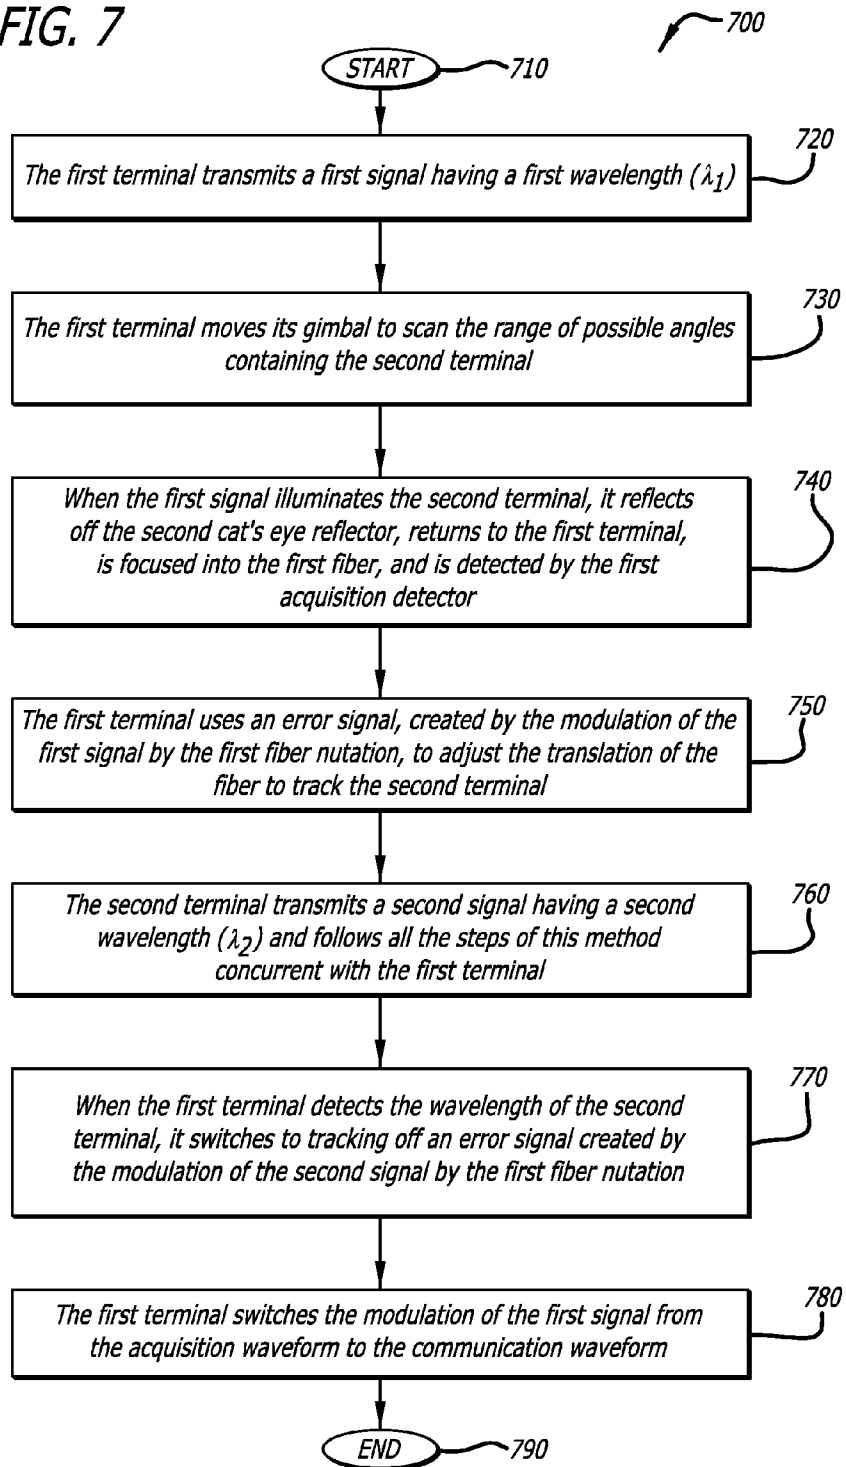 FIG. 7
700
START
710
720
The first terminal transmits a first signal having a first wavelength (λ1)
730
The first terminal moves its gimbal to scan the range of possible angles
containing the second terminal
740
When the first signal illuminates the second terminal, it reflects
off the second cat's eye reflector, returns to the first terminal,
is focused into the first fiber, and is detected by the first
acquisition detector
750
The first terminal uses an error signal, created by the modulation of the
first signal by the first fiber nutation, to adjust the translation of the
fiber to track the second terminal
760
The second terminal transmits a second signal having a second
wavelength (λ2) and follows all the steps of this method
concurrent with the first terminal
770
When the first terminal detects the wavelength of the second
terminal, it switches to tracking off an error signal created by
the modulation of the second signal by the first fiber nutation
780
The first terminal switches the modulation of the first signal from
the acquisition waveform to the communication waveform
END
790